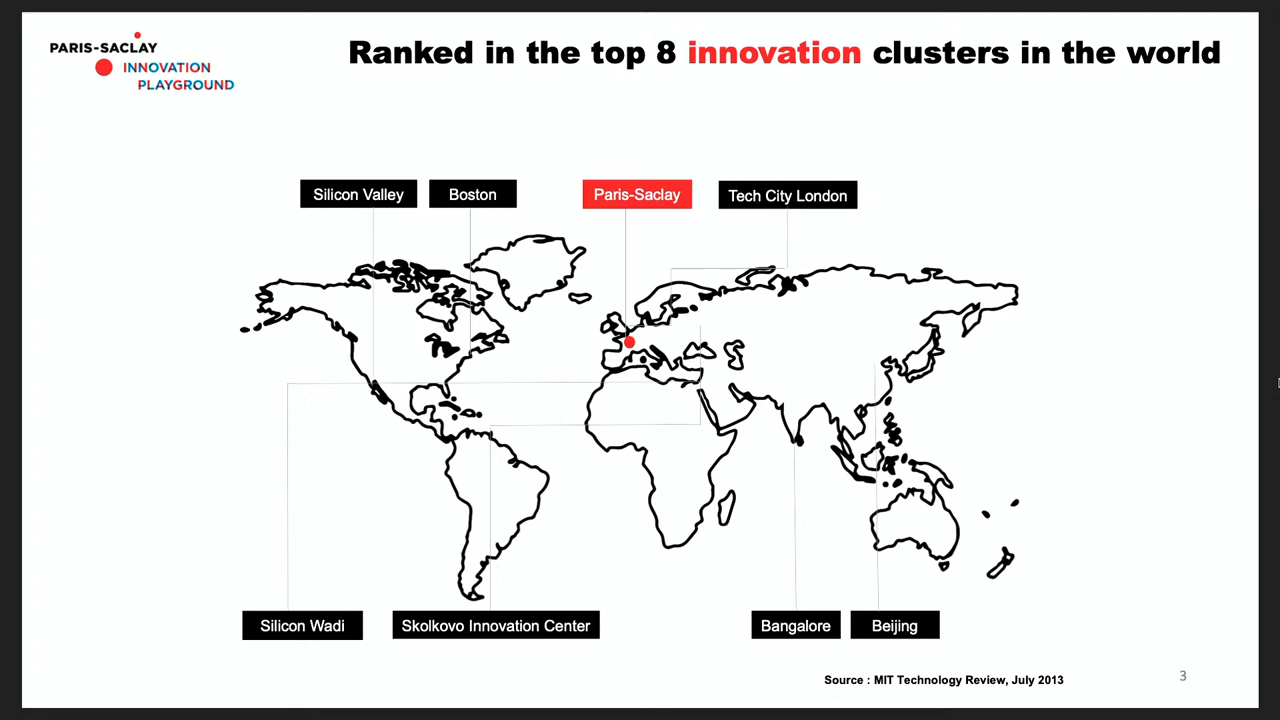 PARIS-SACLAY
INNOVATION
PLAYGROUND
Ranked in the top 8 innovation clusters in the world
Silicon Valley
Boston
Paris-Saclay
Tech City London
Silicon Wadi
Skolkovo Innovation Center
Bangalore
Beijing
Source : MIT Technology Review, July 2013
3